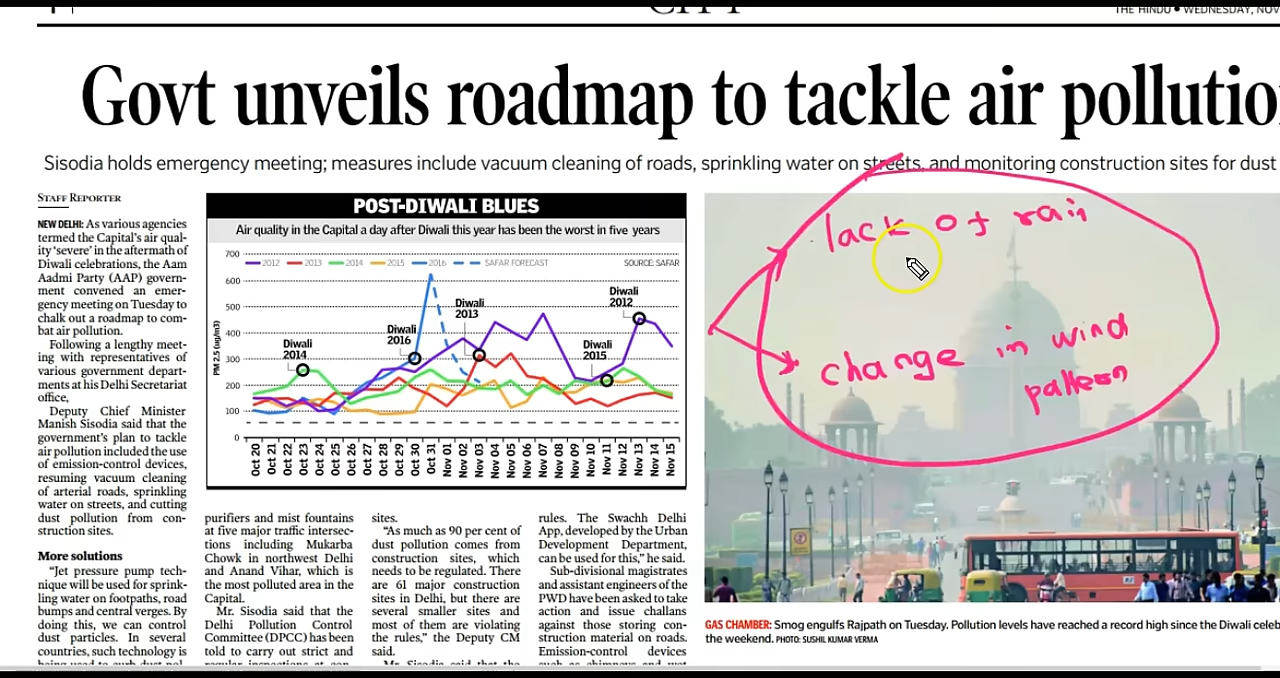 THE HINDU • WEDNESDAY, NOV
Govt unveils roadmap to tackle air pollutio
Sisodia holds emergency meeting; measures include vacuum cleaning of roads, sprinkling water on streets, and monitoring construction sites for dust
STAFF REPORTER
NEW DELHI: As various agencies
termed the Capital's air qual-
ity 'severe' in the aftermath of
Diwali celebrations, the Aam
Aadmi Party (AAP) govern-
ment convened an emer-
gency meeting on Tuesday to
chalk out a roadmap to com-
bat air pollution.
Following a lengthy meet-
ing with representatives of
various government depart-
ments at his Delhi Secretariat
office,
Deputy Chief Minister
Manish Sisodia said that the
government's plan to tackle
air pollution included the use
of emission-control devices,
resuming vacuum cleaning
of arterial roads, sprinkling
water on streets, and cutting
dust pollution from con-
struction sites.
More solutions
"Jet pressure pump tech-
nique will be used for sprink-
ling water on footpaths, road
bumps and central verges. By
doing this, we can control
dust particles. In several
countries, such technology is
POST-DIWALI BLUES
Air quality in the Capital a day after Diwali this year has been the worst in five years
2012 2013 2014 2015 2016 SAFAR FORECAST SOURCE: SAFAR
PM 2.5 (ug/m3)
700
600
500
400
300
200
100
0
Diwali
2014
Diwali
2016
Diwali
2013
Diwali
2015
Diwali
2012
Oct 20 Oct 21 Oct 22 Oct 23 Oct 24 Oct 25 Oct 26 Oct 27 Oct 28 Oct 29 Oct 30 Oct 31 Nov 01 Nov 02 Nov 03 Nov 04 Nov 05 Nov 06 Nov 07 Nov 08 Nov 09 Nov 10 Nov 11 Nov 12 Nov 13 Nov 14 Nov 15
purifiers and mist fountains
at five major traffic intersec-
tions including Mukarba
Chowk in northwest Delhi
and Anand Vihar, which is
the most polluted area in the
Capital.
Mr. Sisodia said that the
Delhi Pollution Control
Committee (DPCC) has been
told to carry out strict and
sites.
"As much as 90 per cent of
dust pollution comes from
construction sites, which
needs to be regulated. There
are 61 major construction
sites in Delhi, but there are
several smaller sites and
most of them are violating
the rules," the Deputy CM
said.
Mr. Sisodia said that the
rules. The Swachh Delhi
App, developed by the Urban
Development Department,
can be used for this," he said.
Sub-divisional magistrates
and assistant engineers of the
PWD have been asked to take
action and issue challans
against those storing con-
struction material on roads.
Emission-control devices
lack of rain
change in wind
pattern
GAS CHAMBER: Smog engulfs Rajpath on Tuesday. Pollution levels have reached a record high since the Diwali celeb
the weekend. PHOTO: SUSHIL KUMAR VERMA